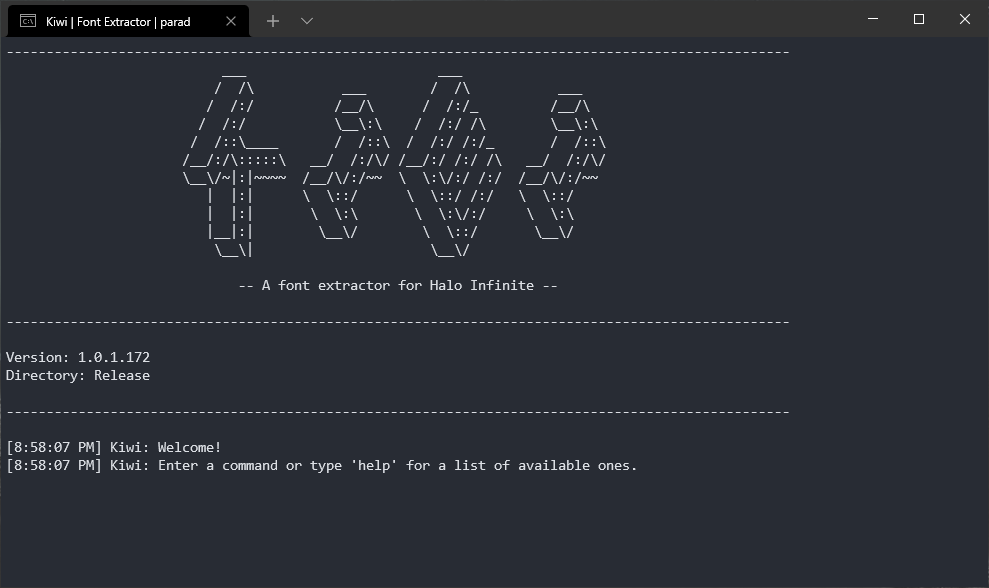 Kiwi | Font Extractor | parad
-- A font extractor for Halo Infinite --
Version: 1.0.1.172
Directory: Release
[8:58:07 PM] Kiwi: Welcome!
[8:58:07 PM] Kiwi: Enter a command or type 'help' for a list of available ones.